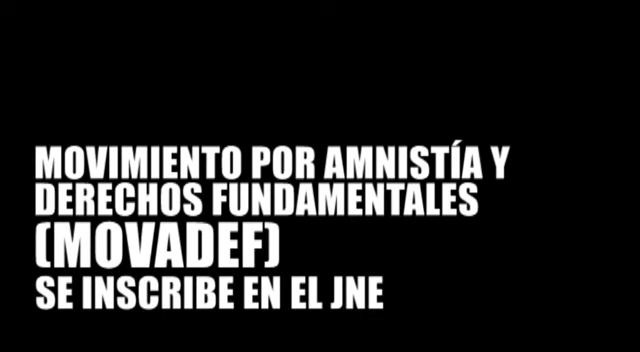 MOVIMIENTO POR AMNISTÍA Y
DERECHOS FUNDAMENTALES
(MOVADEF)
SE INSCRIBE EN EL JNE